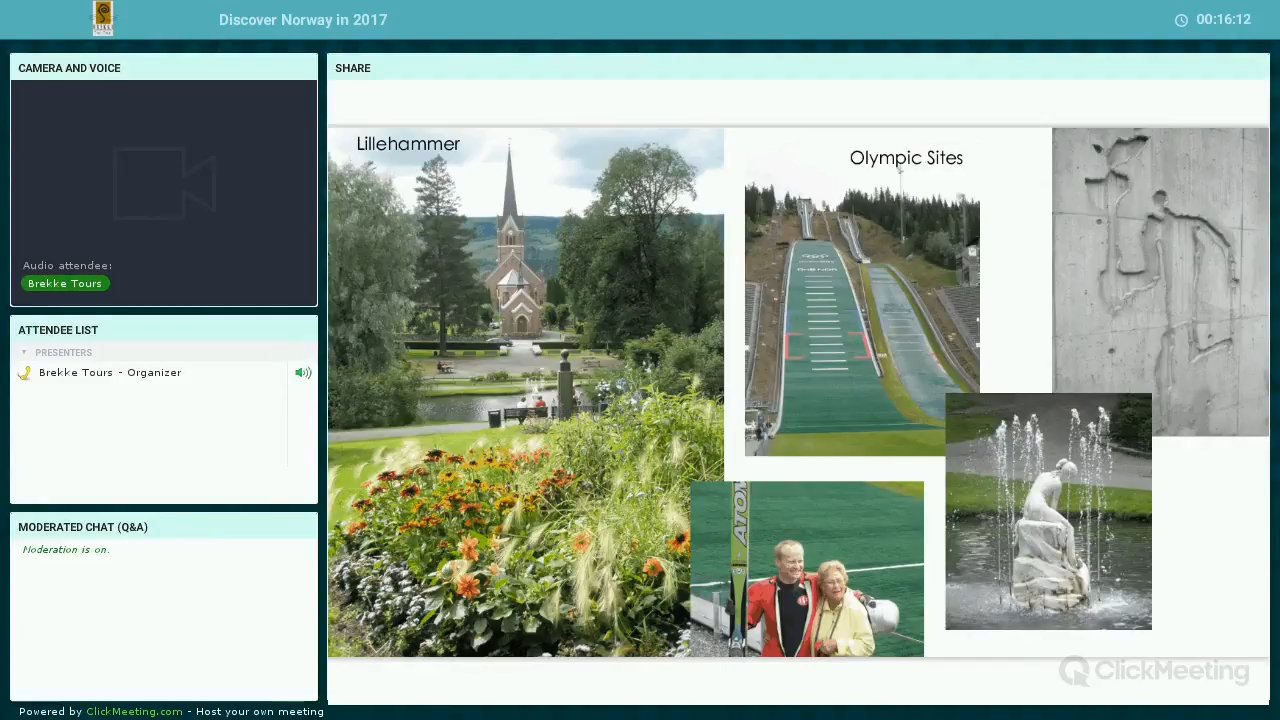 Discover Norway in 2017
00:16:12
CAMERA AND VOICE
Audio attendee:
Brekke Tours
ATTENDEE LIST
PRESENTERS
Brekke Tours - Organizer
MODERATED CHAT (Q&A)
Moderation is on.
SHARE
Lillehammer
Olympic Sites
ATOM
ClickMeeting
Powered by ClickMeeting.com - Host your own meeting